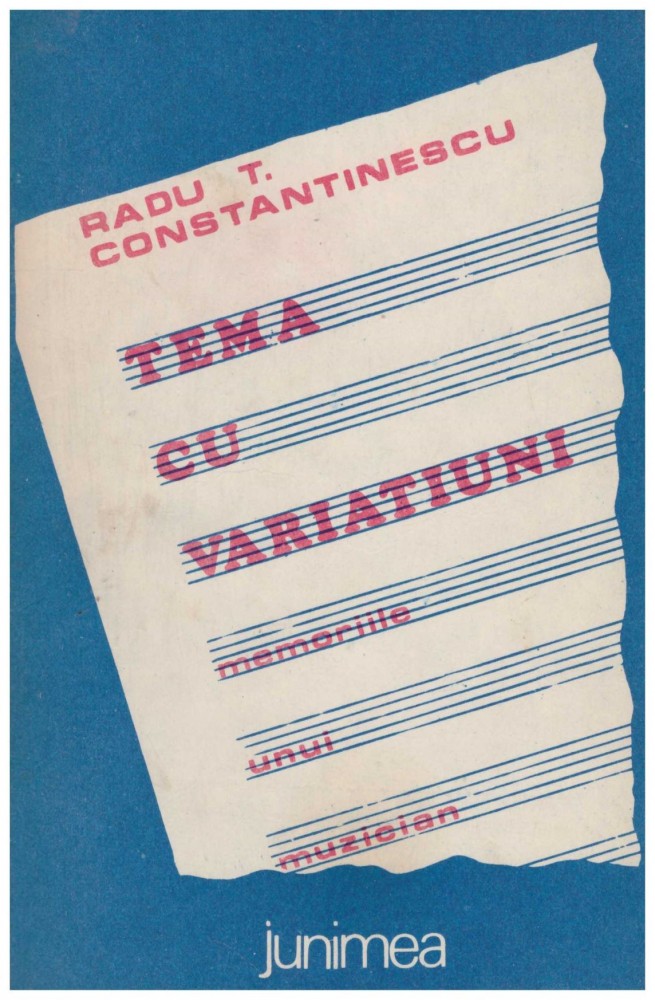 RADU T.
CONSTANTINESCU
TEMA
CU
VARIATIUNI
memoriile
unui
muzician
junimea